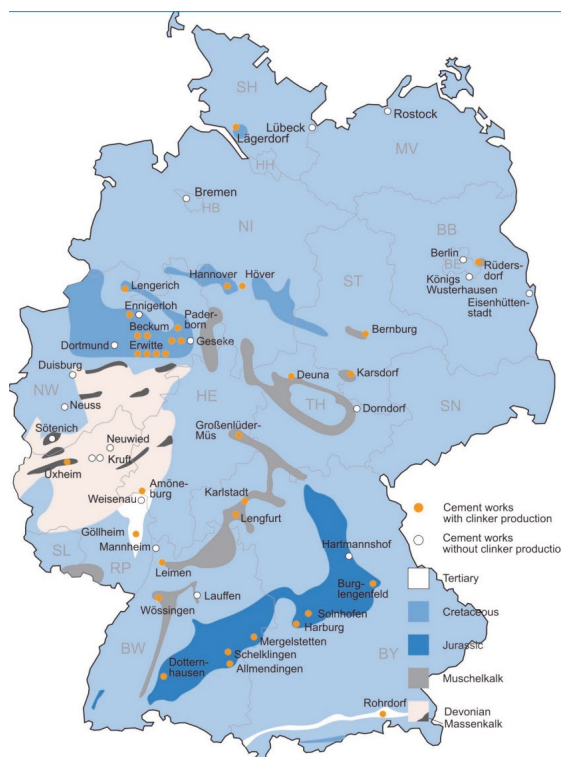 SH
Rostock
Lübeck
Lägerdorf
MV
HH
Bremen
HB
NI
BB
Berlin
BE
Rüders-
dorf
Königs
Wusterhausen
Eisenhütten-
stadt
ST
Hannover
Höver
Lengerich
Ennigerloh
Pader-
born
Beckum
Bernburg
Dortmund
Erwitte
Geseke
Duisburg
Deuna
Karsdorf
NW
HE
TH
SN
Neuss
Dorndorf
Sötenich
Neuwied
Großenlüder-
Müs
Kruft
Uxheim
Amöne-
burg
Weisenau
Karlstadt
Lengfurt
Cement works
with clinker production
Göllheim
Mannheim
Hartmannshof
Cement works
without clinker productio
SL
RP
Leimen
Tertiary
Burg-
lengenfeld
Lauffen
Wössingen
Solnhofen
Cretaceous
Harburg
Mergelstetten
BW
BY
Jurassic
Schelklingen
Allmendingen
Dottern-
hausen
Muschelkalk
Rohrdorf
Devonian
Massenkalk